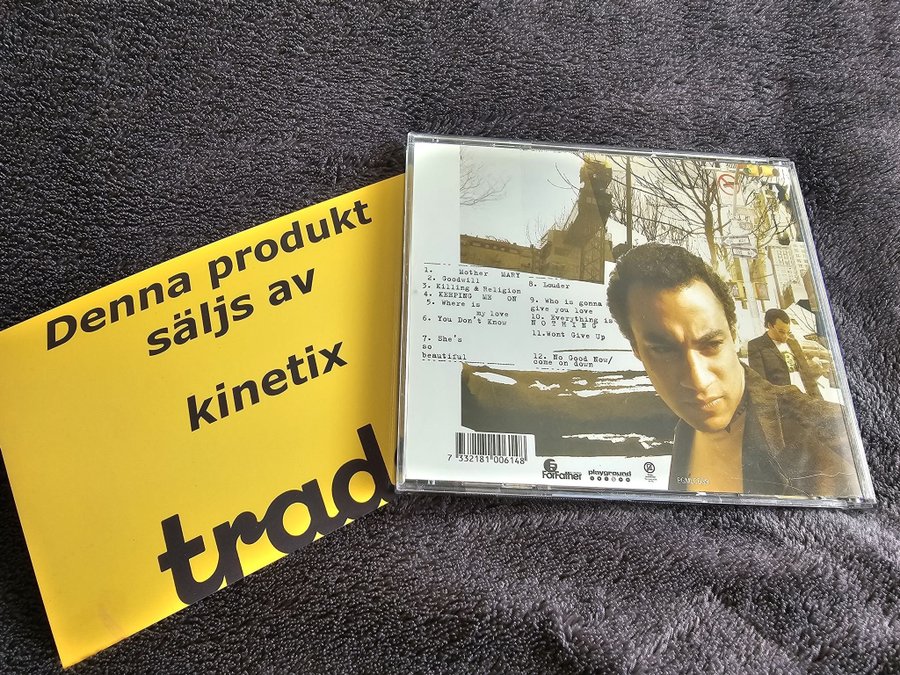 Denna produkt
säljs av
kinetix
trad
1. Mother MARY
2. Goodwill
3. Killing & Religion
4. KEEPING ME ON
5. Where is
my love
6. You Don't Know
7. She's
so
beautiful
8. Louder
9. Who is gonna
give you love
10. Everything is
NOTHING
11.Wont Give Up
12. No Good Now/
come on down
7 332181 006148
Forrather
playground